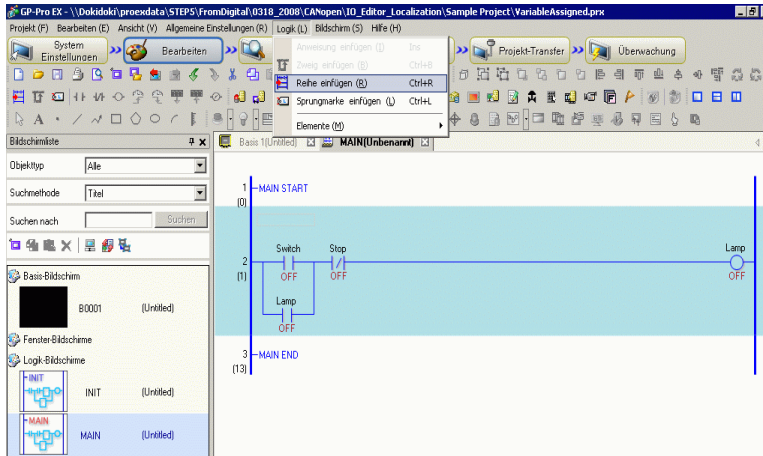 GP-Pro EX - \\Dokidoki\proexdata\STEP5\FromDigital\0318_2008\CANopen\IO_Editor_Localization\Sample Project\VariableAssigned.prx
Projekt (F) Bearbeiten (E) Ansicht (V) Allgemeine Einstellungen (R) Logik (L) Bildschirm (S) Hilfe (H)
System Einstellungen
Bearbeiten
Projekt-Transfer
Überwachung
Anweisung einfügen (I) Ins
Zweig einfügen (B) Ctrl+B
Reihe einfügen (R) Ctrl+R
Sprungmarke einfügen (L) Ctrl+L
Elemente (M)
Bildschirmliste
Basis 1(Untitled)
MAIN(Unbenannt)
Objekttyp Alle
Suchmethode Titel
Suchen nach Suchen
Basis-Bildschirm
B0001 (Untitled)
Fenster-Bildschirme
Logik-Bildschirme
INIT
INIT (Untitled)
MAIN
MAIN (Untitled)
1 MAIN START
(0)
Switch Stop Lamp
2
(1) OFF OFF OFF
Lamp
OFF
3 MAIN END
(13)